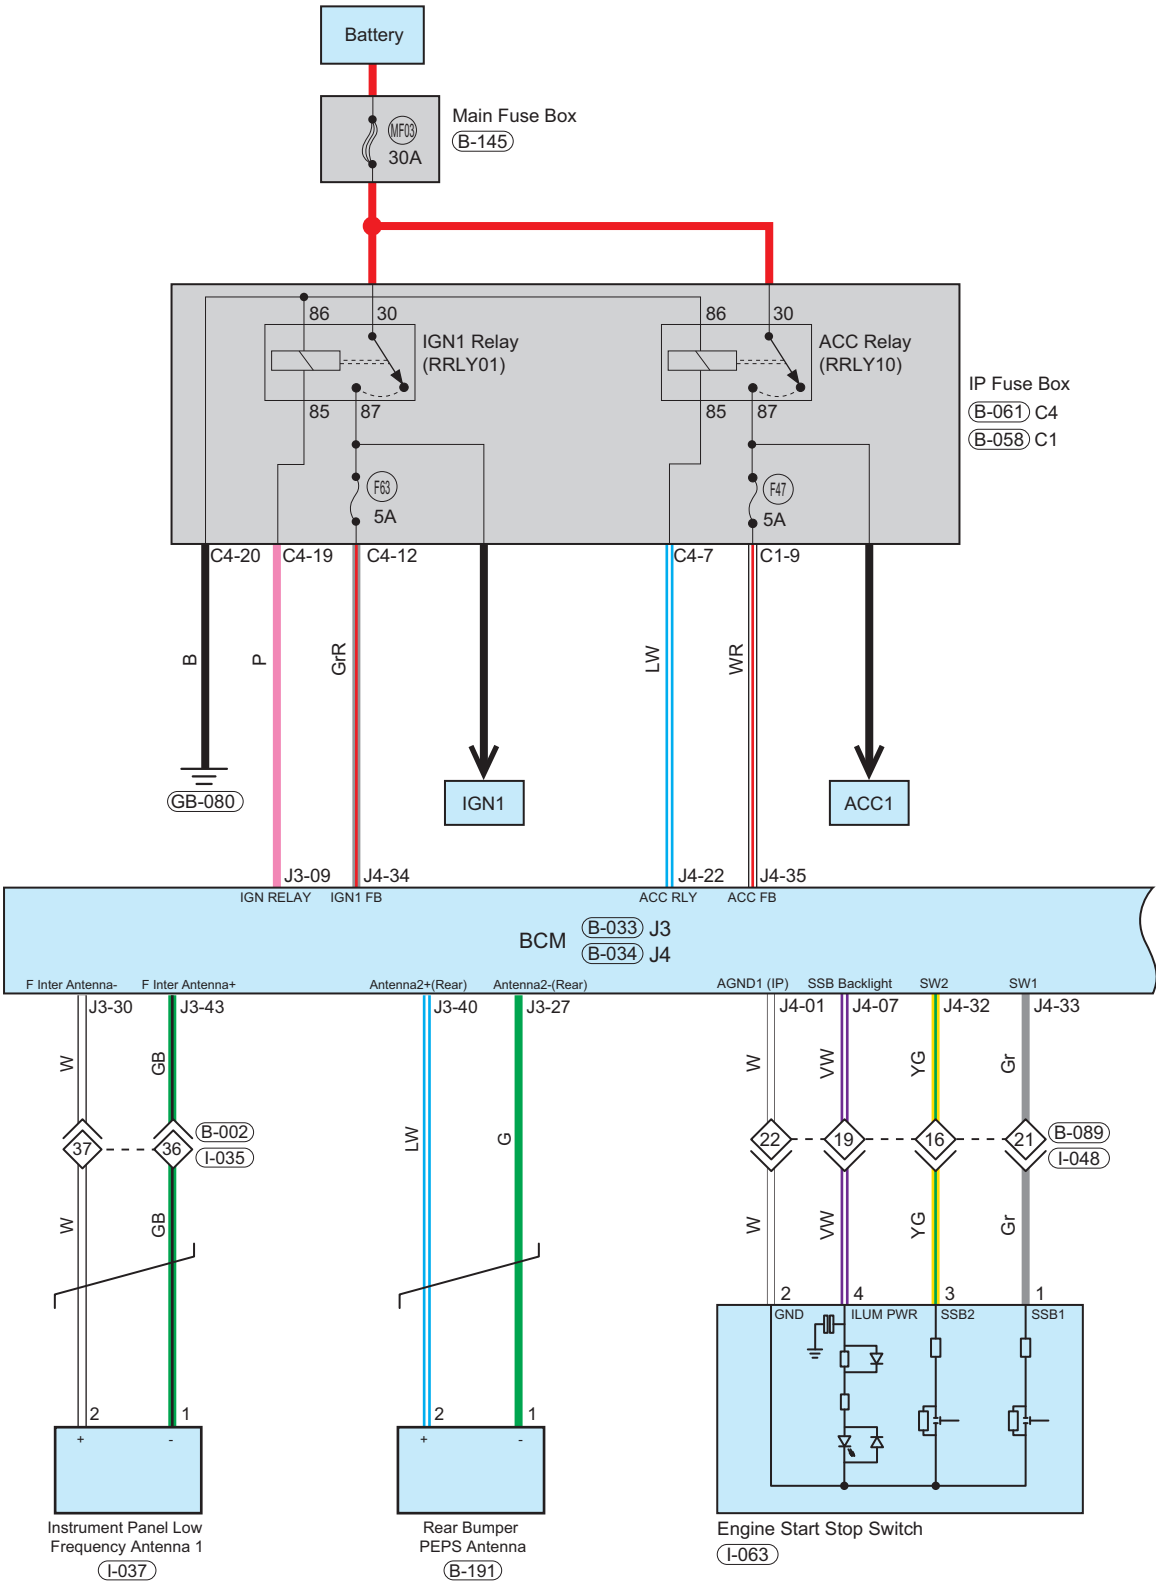 Battery
Main Fuse Box
MF03
B-145
30A
86 30 86 30
IGN1 Relay
(RRLY01)
ACC Relay
(RRLY10)
85 87 85 87
IP Fuse Box
B-061 C4
B-058 C1
F63
5A
F47
5A
C4-20 C4-19 C4-12 C4-7 C1-9
B P GrR LW WR
GB-080
IGN1
ACC1
J3-09 J4-34 J4-22 J4-35
IGN RELAY IGN1 FB ACC RLY ACC FB
BCM
B-033 J3
B-034 J4
F Inter Antenna- F Inter Antenna+ Antenna2+(Rear) Antenna2-(Rear) AGND1 (IP) SSB Backlight SW2 SW1
J3-30 J3-43 J3-40 J3-27 J4-01 J4-07 J4-32 J4-33
W GB W VW YG Gr
B-002
37 36
I-035
LW G
22 19 16 21
B-089
I-048
W GB W VW YG Gr
2 4 3 1
GND ILUM PWR SSB2 SSB1
2 1 2 1
+ - + -
Instrument Panel Low
Frequency Antenna 1
I-037
Rear Bumper
PEPS Antenna
B-191
Engine Start Stop Switch
I-063